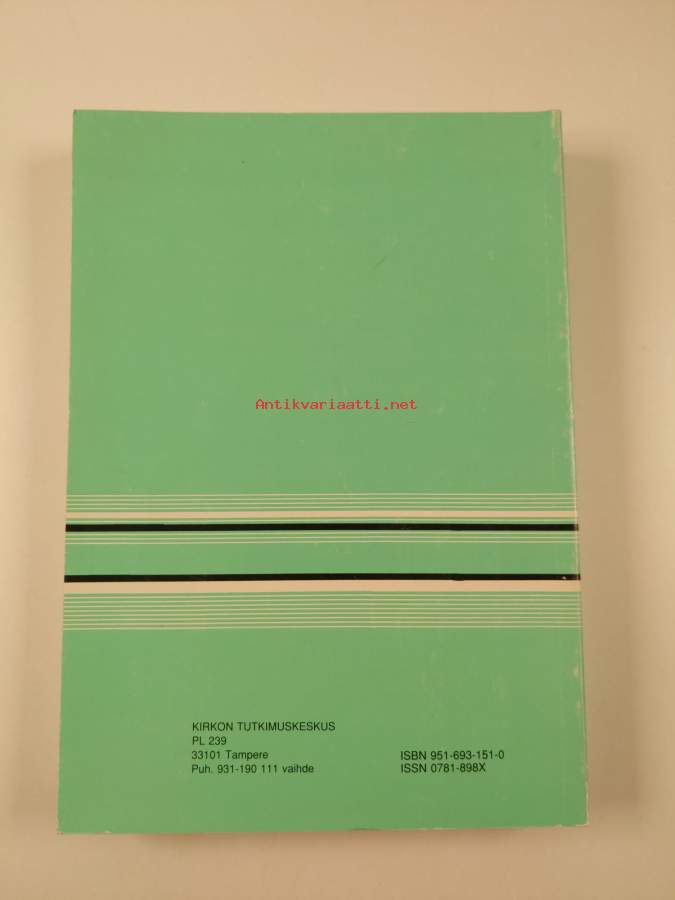 Antikvariaatti.net
KIRKON TUTKIMUSKESKUS
PL 239
33101 Tampere
Puh. 931-190 111 vaihde
ISBN 951-693-151-0
ISSN 0781-898X